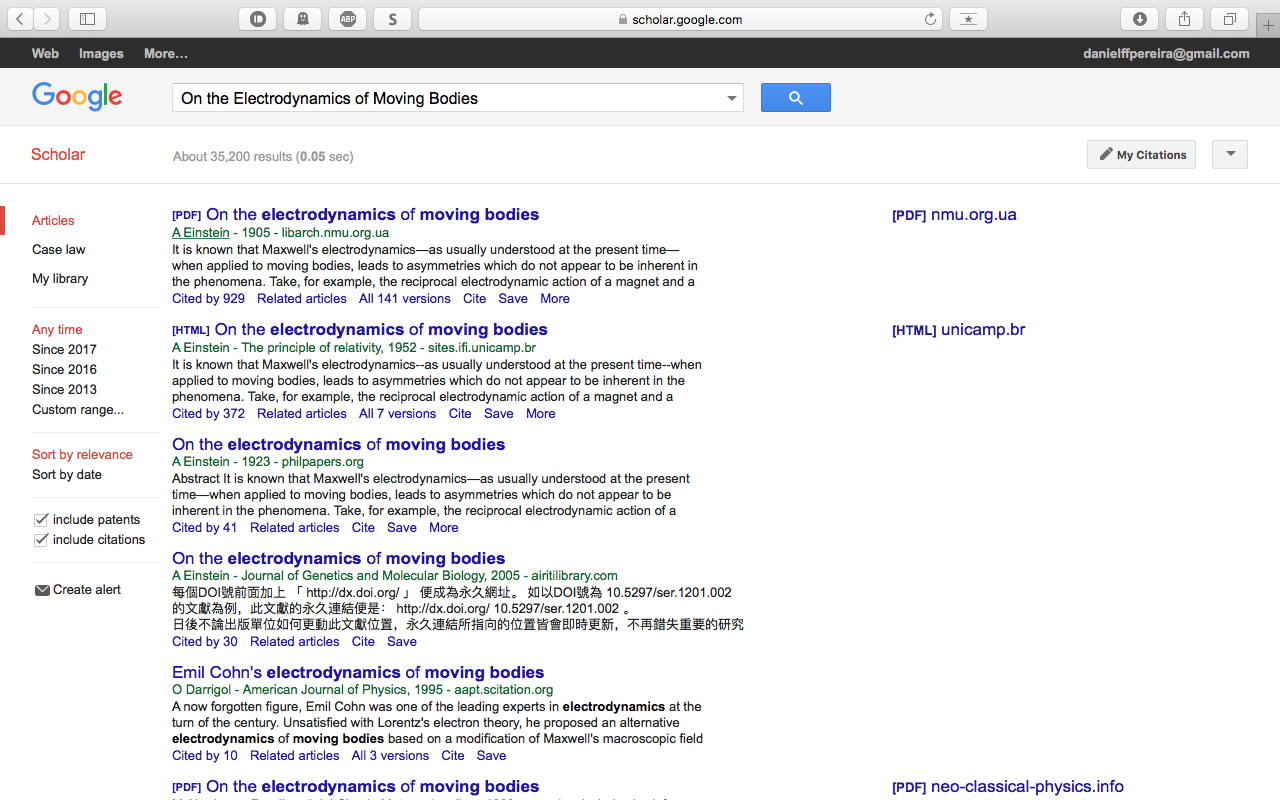 scholar.google.com
ABP
S
Web Images More…
danielffpereira@gmail.com
Google
On the Electrodynamics of Moving Bodies
Scholar
About 35,200 results (0.05 sec)
My Citations
Articles
Case law
My library
Any time
Since 2017
Since 2016
Since 2013
Custom range...
Sort by relevance
Sort by date
include patents
include citations
Create alert
[PDF] On the electrodynamics of moving bodies
A Einstein - 1905 - libarch.nmu.org.ua
It is known that Maxwell's electrodynamics—as usually understood at the present time—
when applied to moving bodies, leads to asymmetries which do not appear to be inherent in
the phenomena. Take, for example, the reciprocal electrodynamic action of a magnet and a
Cited by 929 Related articles All 141 versions Cite Save More
[PDF] nmu.org.ua
[HTML] On the electrodynamics of moving bodies
A Einstein - The principle of relativity, 1952 - sites.ifi.unicamp.br
It is known that Maxwell's electrodynamics--as usually understood at the present time--when
applied to moving bodies, leads to asymmetries which do not appear to be inherent in the
phenomena. Take, for example, the reciprocal electrodynamic action of a magnet and a
Cited by 372 Related articles All 7 versions Cite Save More
[HTML] unicamp.br
On the electrodynamics of moving bodies
A Einstein - 1923 - philpapers.org
Abstract It is known that Maxwell's electrodynamics—as usually understood at the present
time—when applied to moving bodies, leads to asymmetries which do not appear to be
inherent in the phenomena. Take, for example, the reciprocal electrodynamic action of a
Cited by 41 Related articles Cite Save More
On the electrodynamics of moving bodies
A Einstein - Journal of Genetics and Molecular Biology, 2005 - airitilibrary.com
每個DOI號前面加上 「 http://dx.doi.org/ 」 便成為永久網址。 如以DOI號為 10.5297/ser.1201.002
的文獻為例，此文獻的永久連結便是： http://dx.doi.org/ 10.5297/ser.1201.002 。
日後不論出版單位如何更動此文獻位置，永久連結所指向的位置皆會即時更新，不再錯失重要的研究
Cited by 30 Related articles Cite Save
Emil Cohn's electrodynamics of moving bodies
O Darrigol - American Journal of Physics, 1995 - aapt.scitation.org
A now forgotten figure, Emil Cohn was one of the leading experts in electrodynamics at the
turn of the century. Unsatisfied with Lorentz's electron theory, he proposed an alternative
electrodynamics of moving bodies based on a modification of Maxwell's macroscopic field
Cited by 10 Related articles All 3 versions Cite Save
[PDF] On the electrodynamics of moving bodies
[PDF] neo-classical-physics.info